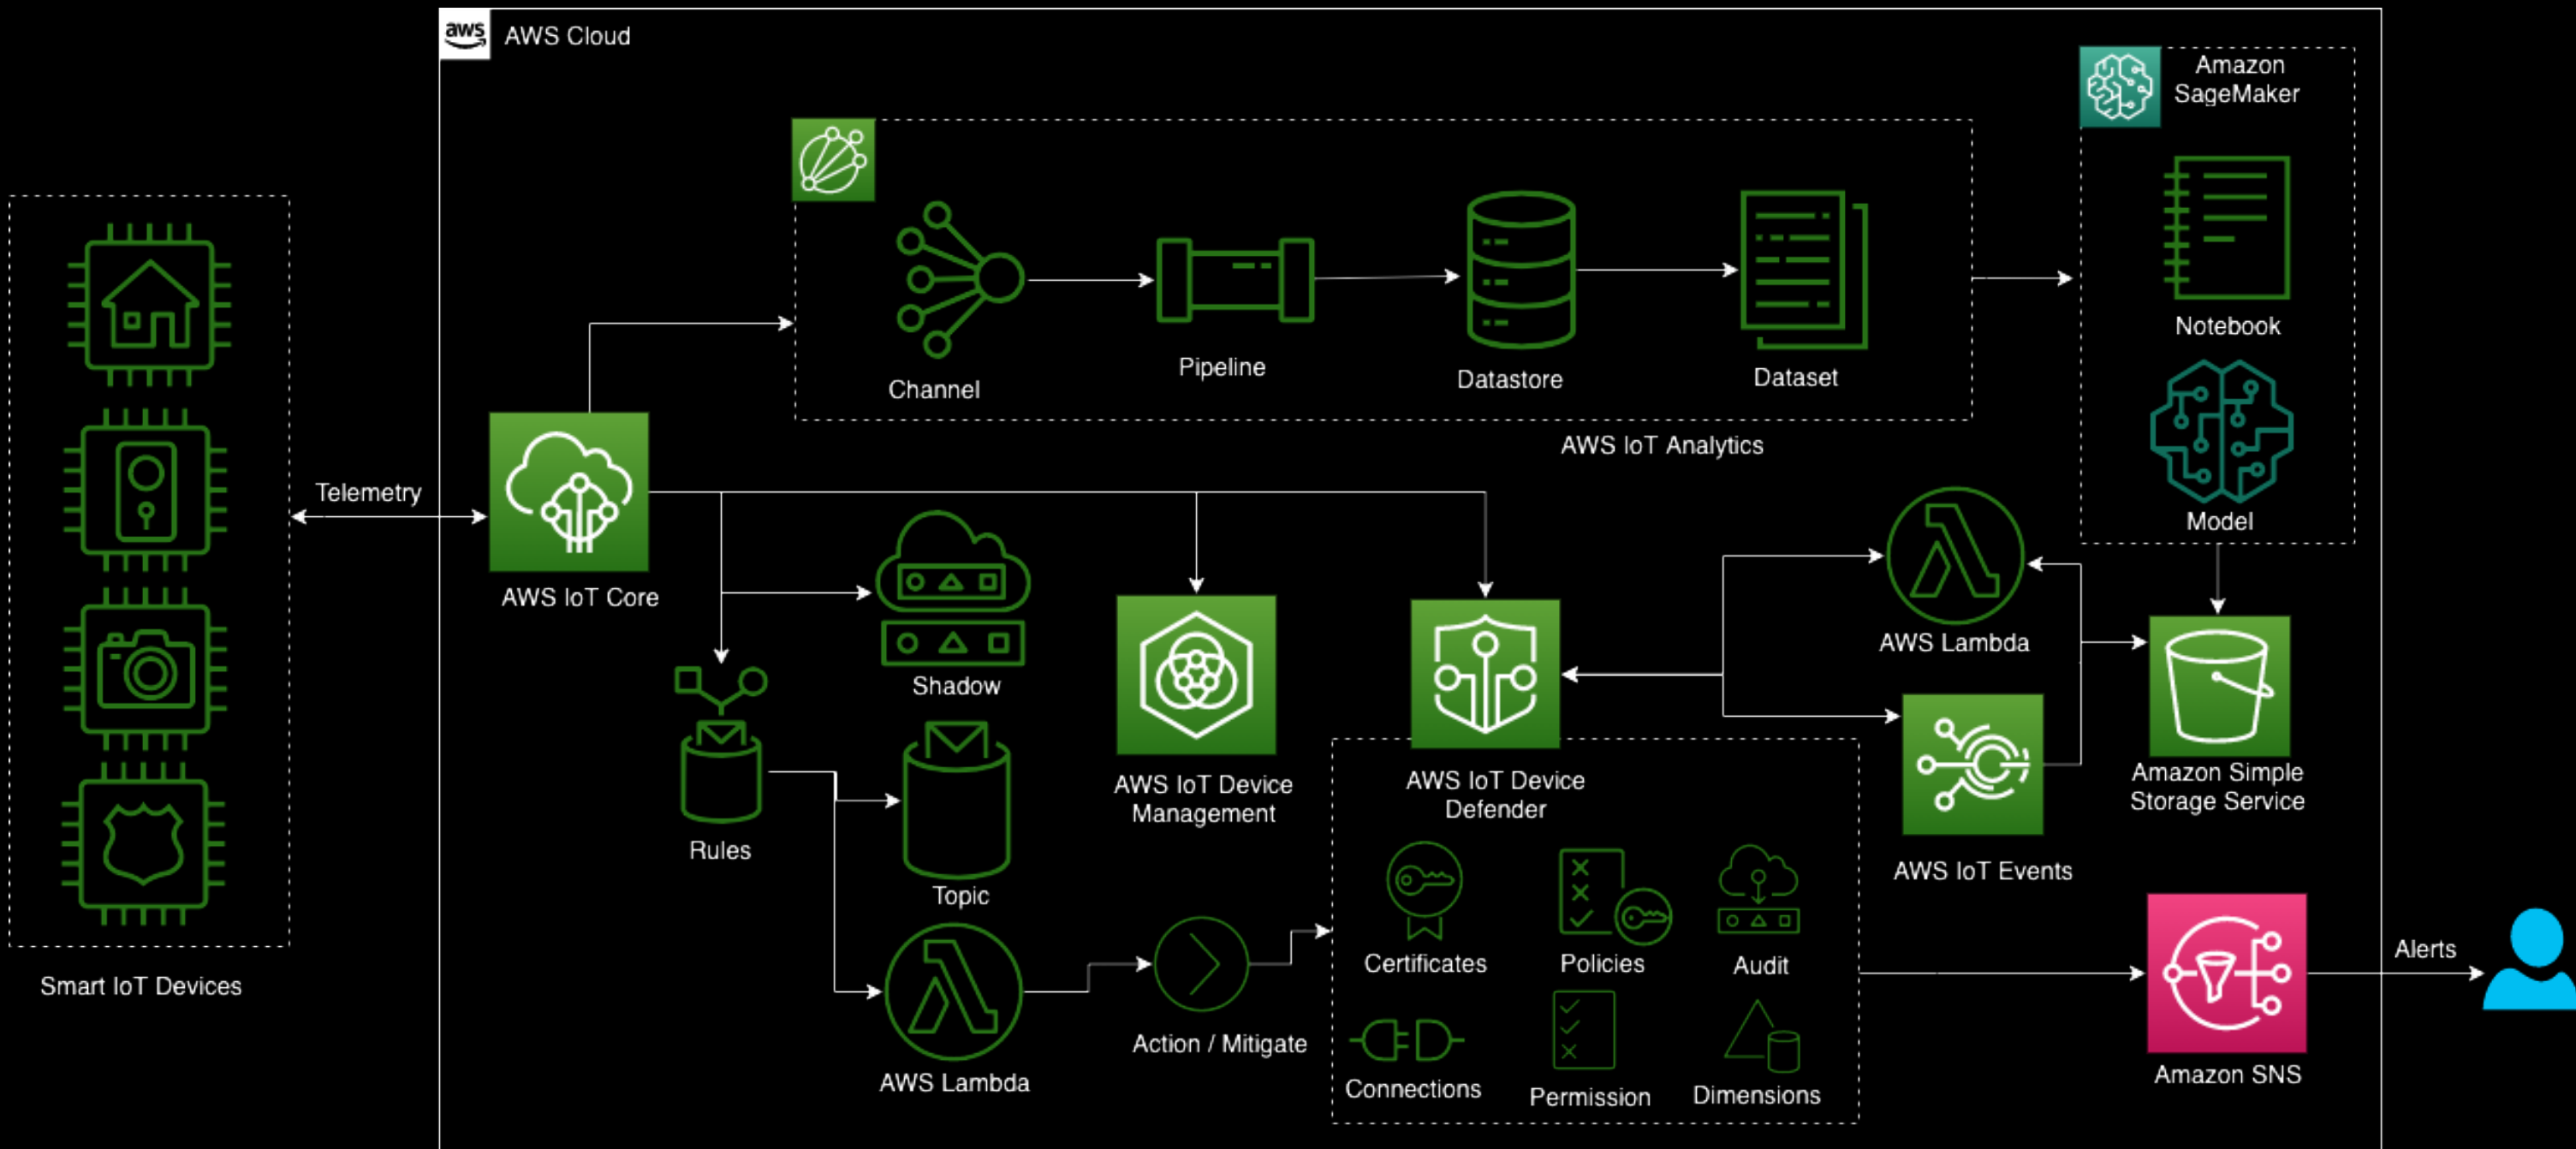 aws
AWS Cloud
Amazon
SageMaker
Notebook
Model
Channel
Pipeline
Datastore
Dataset
AWS IoT Analytics
Telemetry
AWS IoT Core
Smart IoT Devices
Shadow
Rules
Topic
AWS Lambda
Action / Mitigate
AWS IoT Device
Management
AWS IoT Device
Defender
Certificates
Policies
Audit
Connections
Permission
Dimensions
AWS Lambda
AWS IoT Events
Amazon Simple
Storage Service
Amazon SNS
Alerts